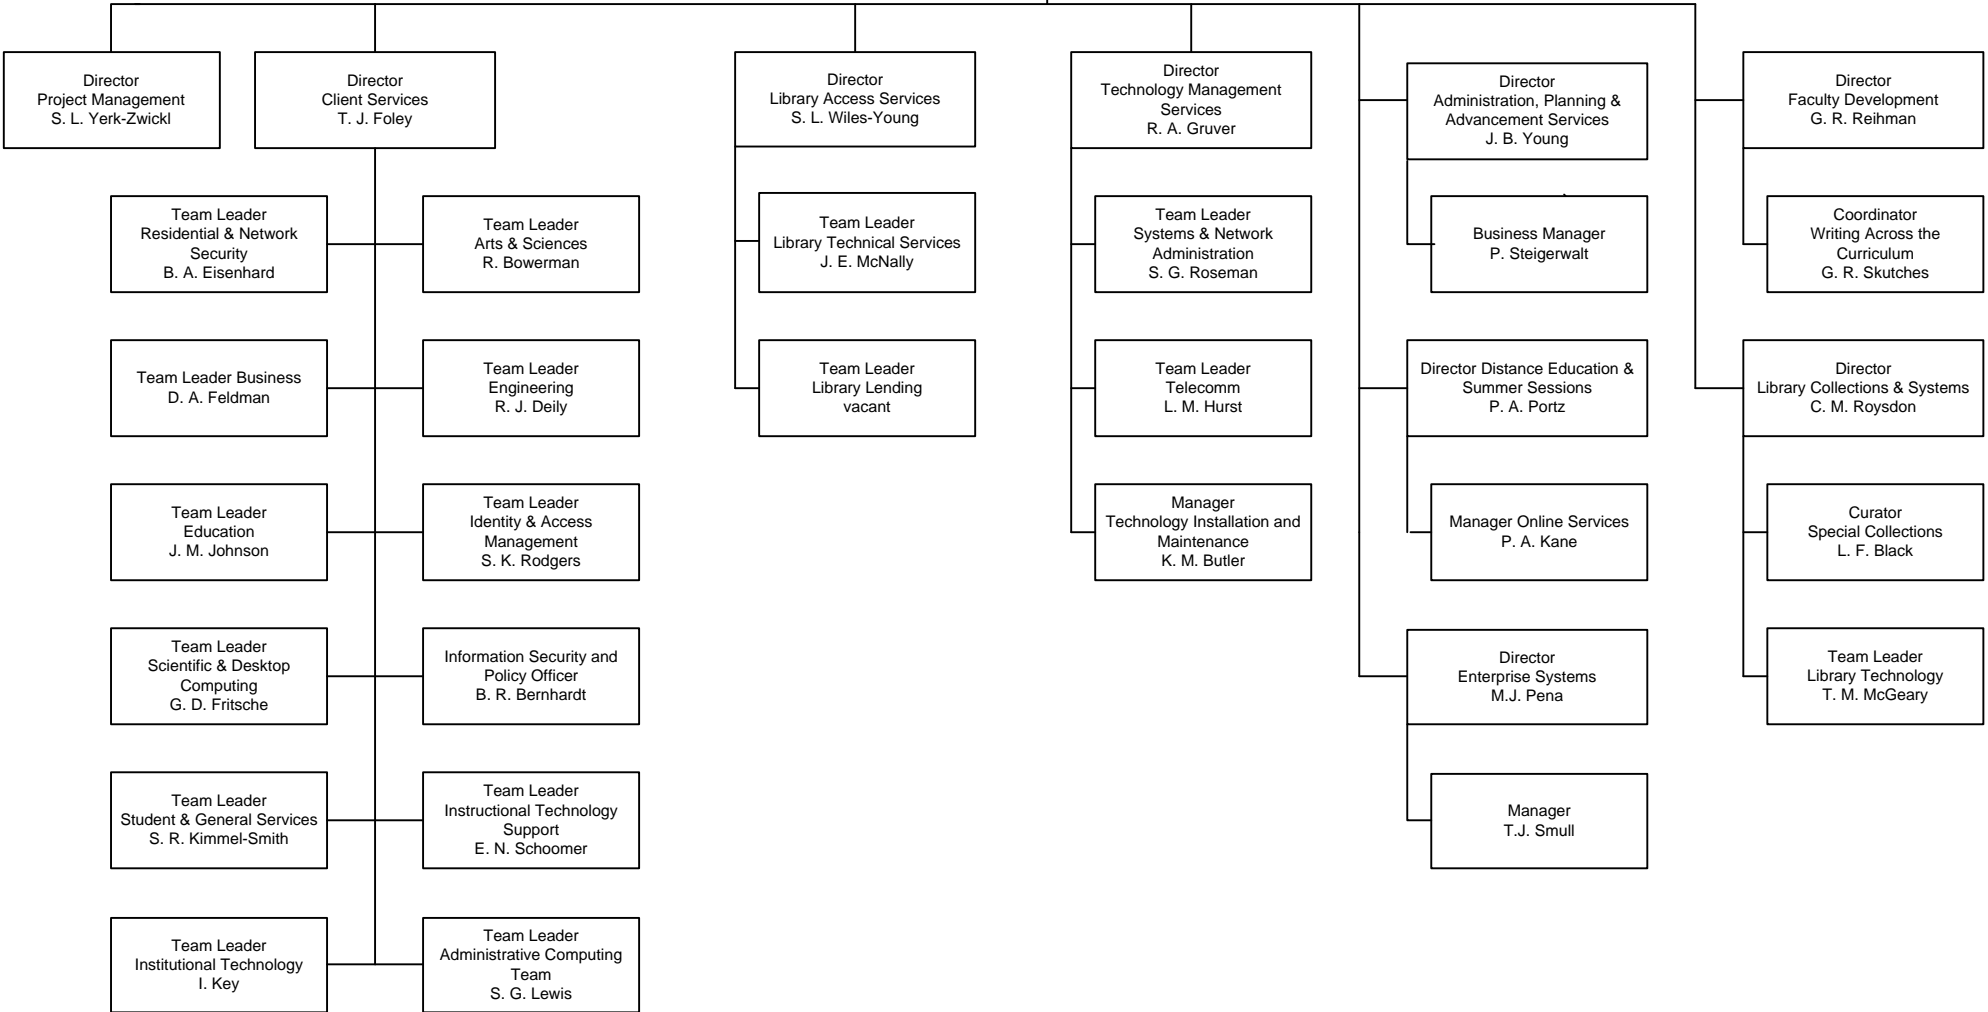 Director
Project Management
S. L. Yerk-Zwickl
Director
Client Services
T. J. Foley
Team Leader
Residential & Network
Security
B. A. Eisenhard
Team Leader
Arts & Sciences
R. Bowerman
Team Leader Business
D. A. Feldman
Team Leader
Engineering
R. J. Deily
Team Leader
Education
J. M. Johnson
Team Leader
Identity & Access
Management
S. K. Rodgers
Team Leader
Scientific & Desktop
Computing
G. D. Fritsche
Information Security and
Policy Officer
B. R. Bernhardt
Team Leader
Student & General Services
S. R. Kimmel-Smith
Team Leader
Instructional Technology
Support
E. N. Schoomer
Team Leader
Institutional Technology
I. Key
Team Leader
Administrative Computing
Team
S. G. Lewis
Director
Library Access Services
S. L. Wiles-Young
Team Leader
Library Technical Services
J. E. McNally
Team Leader
Library Lending
vacant
Director
Technology Management
Services
R. A. Gruver
Team Leader
Systems & Network
Administration
S. G. Roseman
Team Leader
Telecomm
L. M. Hurst
Manager
Technology Installation and
Maintenance
K. M. Butler
Director
Administration, Planning &
Advancement Services
J. B. Young
Business Manager
P. Steigerwalt
Director Distance Education &
Summer Sessions
P. A. Portz
Manager Online Services
P. A. Kane
Director
Enterprise Systems
M.J. Pena
Manager
T.J. Smull
Director
Faculty Development
G. R. Reihman
Coordinator
Writing Across the
Curriculum
G. R. Skutches
Director
Library Collections & Systems
C. M. Roysdon
Curator
Special Collections
L. F. Black
Team Leader
Library Technology
T. M. McGeary